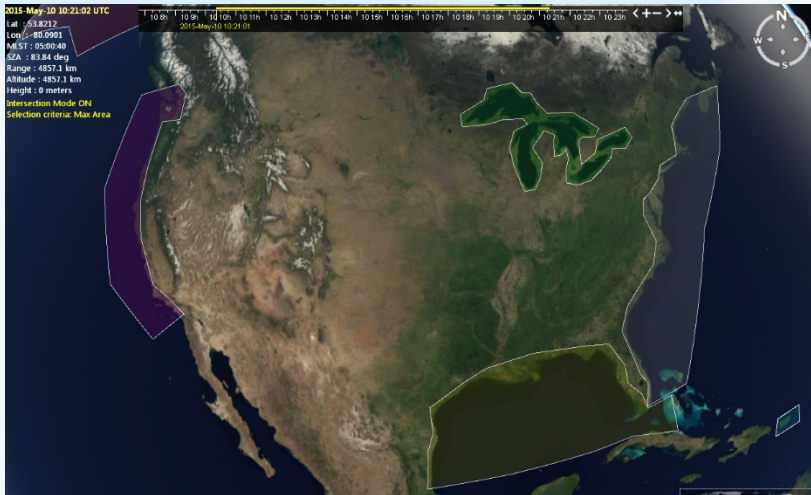 2015-May-10 10:21:02 UTC
Lat : 53.8212
Lon : -80.0901
MLST : 05:00:40
SZA : 83.84 deg
Range : 4857.1 km
Altitude : 4857.1 km
Height : 0 meters
Intersection Mode ON
Selection criteria: Max Area
10 8h 10 9h 10 10h 10 11h 10 12h 10 13h 10 14h 10 15h 10 16h 10 17h 10 18h 10 19h 10 20h 10 21h 10 22h 10 23h
2015-May-10 10:21:01
N
W
S